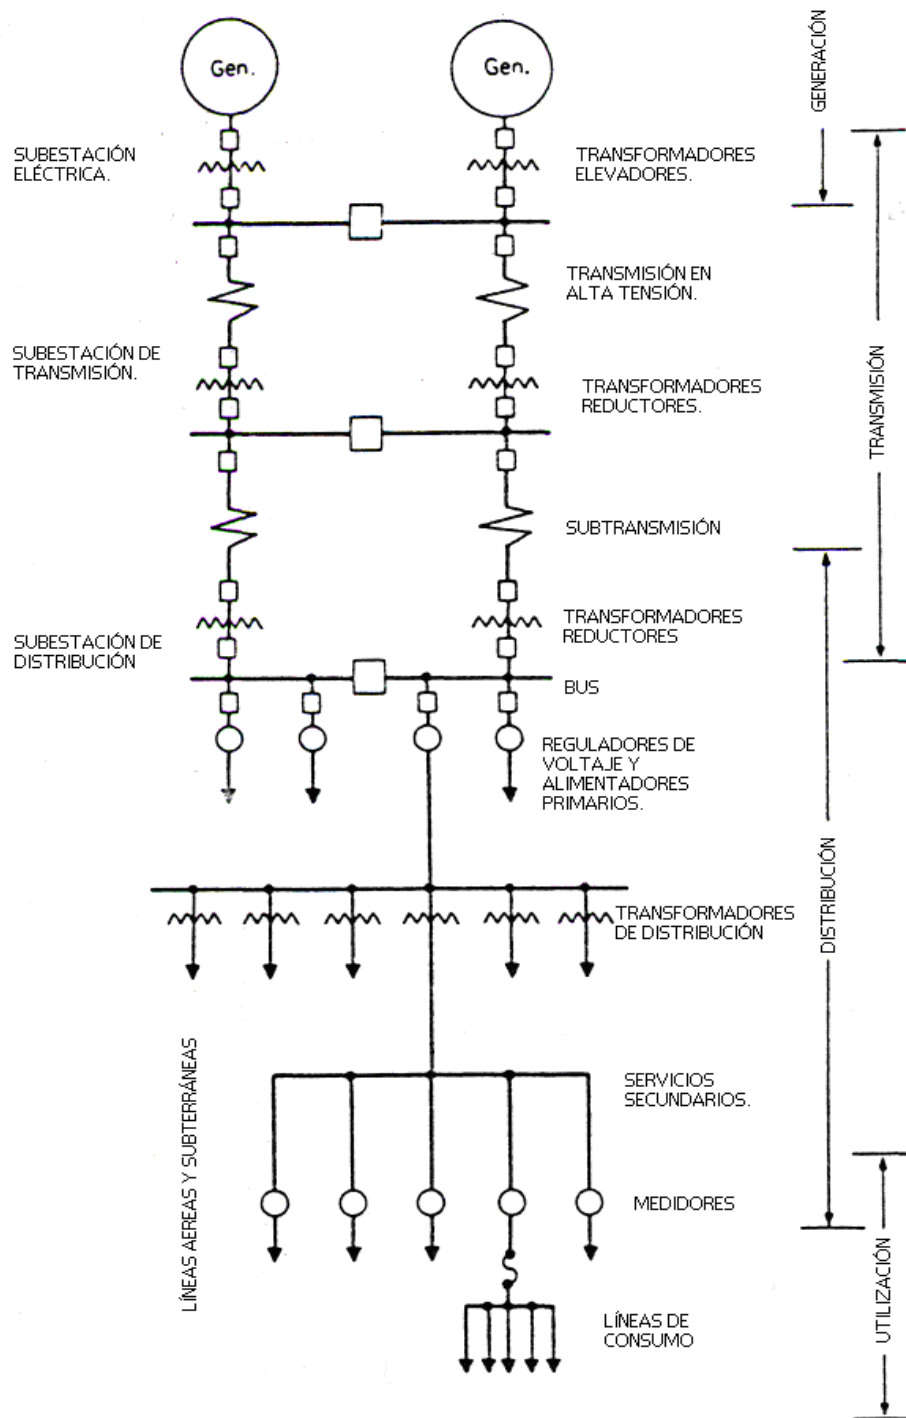 Gen.
Gen.
GENERACIÓN
SUBESTACIÓN
ELÉCTRICA.
TRANSFORMADORES
ELEVADORES.
TRANSMISIÓN EN
ALTA TENSIÓN.
SUBESTACIÓN DE
TRANSMISIÓN.
TRANSFORMADORES
REDUCTORES.
TRANSMISIÓN
SUBTRANSMISIÓN
SUBESTACIÓN DE
DISTRIBUCIÓN
TRANSFORMADORES
REDUCTORES
BUS
REGULADORES DE
VOLTAJE Y
ALIMENTADORES
PRIMARIOS.
DISTRIBUCIÓN
TRANSFORMADORES
DE DISTRIBUCIÓN
LÍNEAS AEREAS Y SUBTERRÁNEAS
SERVICIOS
SECUNDARIOS.
MEDIDORES
UTILIZACIÓN
LÍNEAS DE
CONSUMO